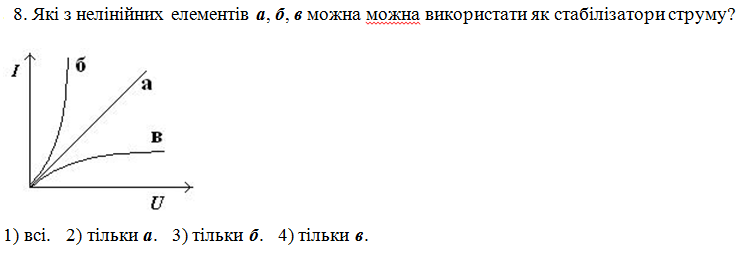 8. Які з нелінійних елементів а, б, в можна можна використати як стабілізатори струму?
I
б
а
в
U
1) всі. 2) тільки а. 3) тільки б. 4) тільки в.